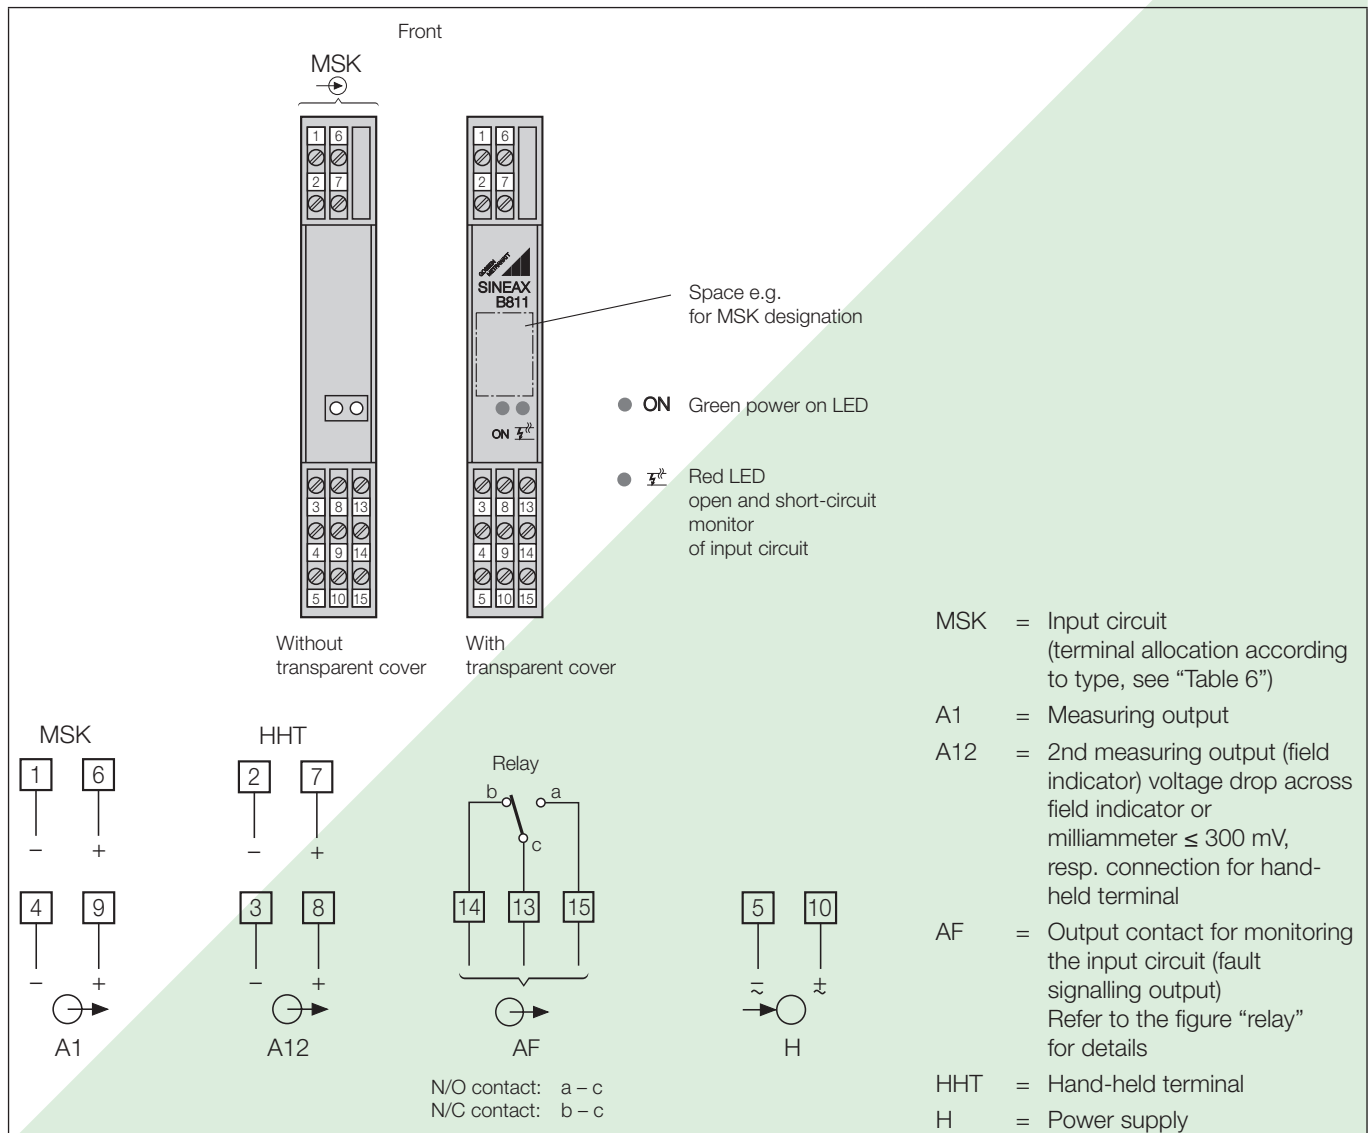 Front
MSK
1 6
2 7
3 8 13
4 9 14
5 10 15
Without
transparent cover
1 6
2 7
GOSSEN
METRAWATT
SINEAX
B811
ON
3 8 13
4 9 14
5 10 15
With
transparent cover
Space e.g.
for MSK designation
ON Green power on LED
Red LED
open and short-circuit
monitor
of input circuit
MSK
1 6
– +
4 9
– +
A1
HHT
2 7
– +
3 8
– +
A12
Relay
b a
c
14 13 15
AF
N/O contact: a – c
N/C contact: b – c
5 10
H
MSK = Input circuit
(terminal allocation according
to type, see “Table 6”)
A1 = Measuring output
A12 = 2nd measuring output (field
indicator) voltage drop across
field indicator or
milliammeter ≤ 300 mV,
resp. connection for hand-
held terminal
AF = Output contact for monitoring
the input circuit (fault
signalling output)
Refer to the figure “relay”
for details
HHT = Hand-held terminal
H = Power supply